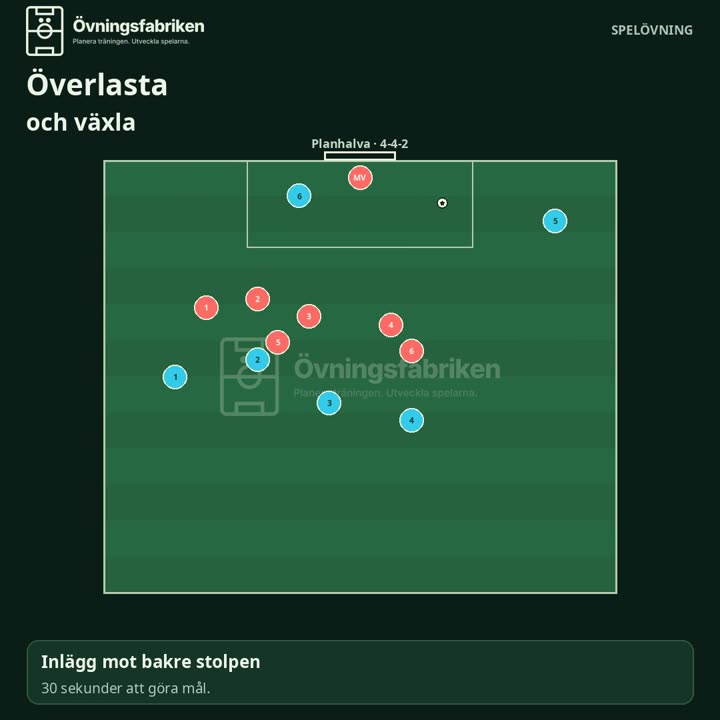 Övningsfabriken
Planera träningen. Utveckla spelarna.
SPELÖVNING
Överlasta
och växla
Planhalva · 4-4-2
MV
6
5
2
1
3
4
5
6
2
1
3
4
Övningsfabriken
Planera träningen. Utveckla spelarna.
Inlägg mot bakre stolpen
30 sekunder att göra mål.